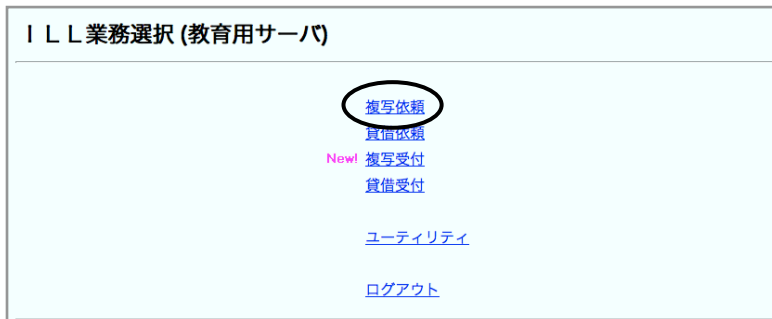 ＩＬＬ業務選択 (教育用サーバ)
複写依頼
貸借依頼
New! 複写受付
貸借受付
ユーティリティ
ログアウト